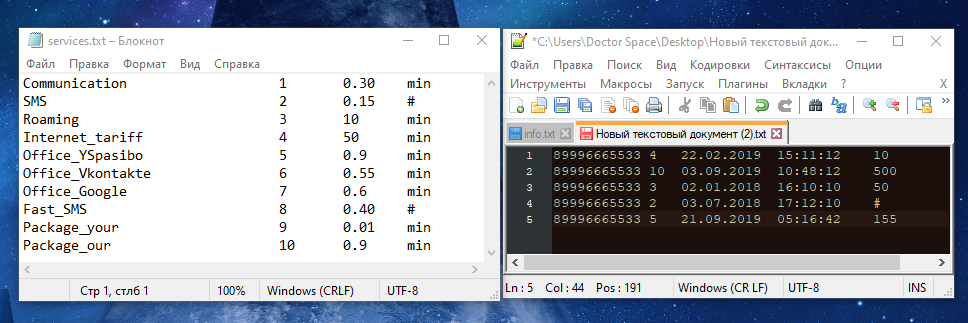 services.txt – Блокнот
Файл Правка Формат Вид Справка
Communication 1 0.30 min
SMS 2 0.15 #
Roaming 3 10 min
Internet_tariff 4 50 min
Office_YSpasibo 5 0.9 min
Office_Vkontakte 6 0.55 min
Office_Google 7 0.6 min
Fast_SMS 8 0.40 #
Package_your 9 0.01 min
Package_our 10 0.9 min
Стр 1, стлб 1 100% Windows (CRLF) UTF-8
*C:\Users\Doctor Space\Desktop\Новый текстовый док...
Файл Правка Поиск Вид Кодировки Синтаксисы Опции
Инструменты Макросы Запуск Плагины Вкладки ?
info.txt Новый текстовый документ (2).txt
1 89996665533 4 22.02.2019 15:11:12 10
2 89996665533 10 03.09.2019 10:48:12 500
3 89996665533 3 02.01.2018 16:10:10 50
4 89996665533 2 03.07.2018 17:12:10 #
5 89996665533 5 21.09.2019 05:16:42 155
Ln : 5 Col : 44 Pos : 191 Windows (CR LF) UTF-8 INS